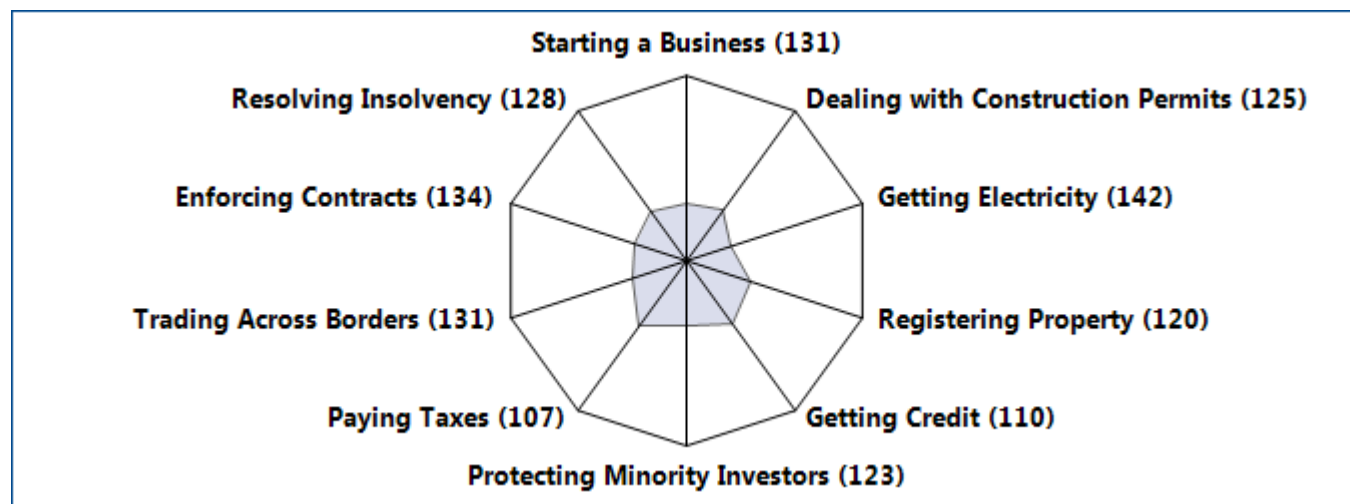 Starting a Business (131)
Resolving Insolvency (128)
Dealing with Construction Permits (125)
Enforcing Contracts (134)
Getting Electricity (142)
Trading Across Borders (131)
Registering Property (120)
Paying Taxes (107)
Getting Credit (110)
Protecting Minority Investors (123)